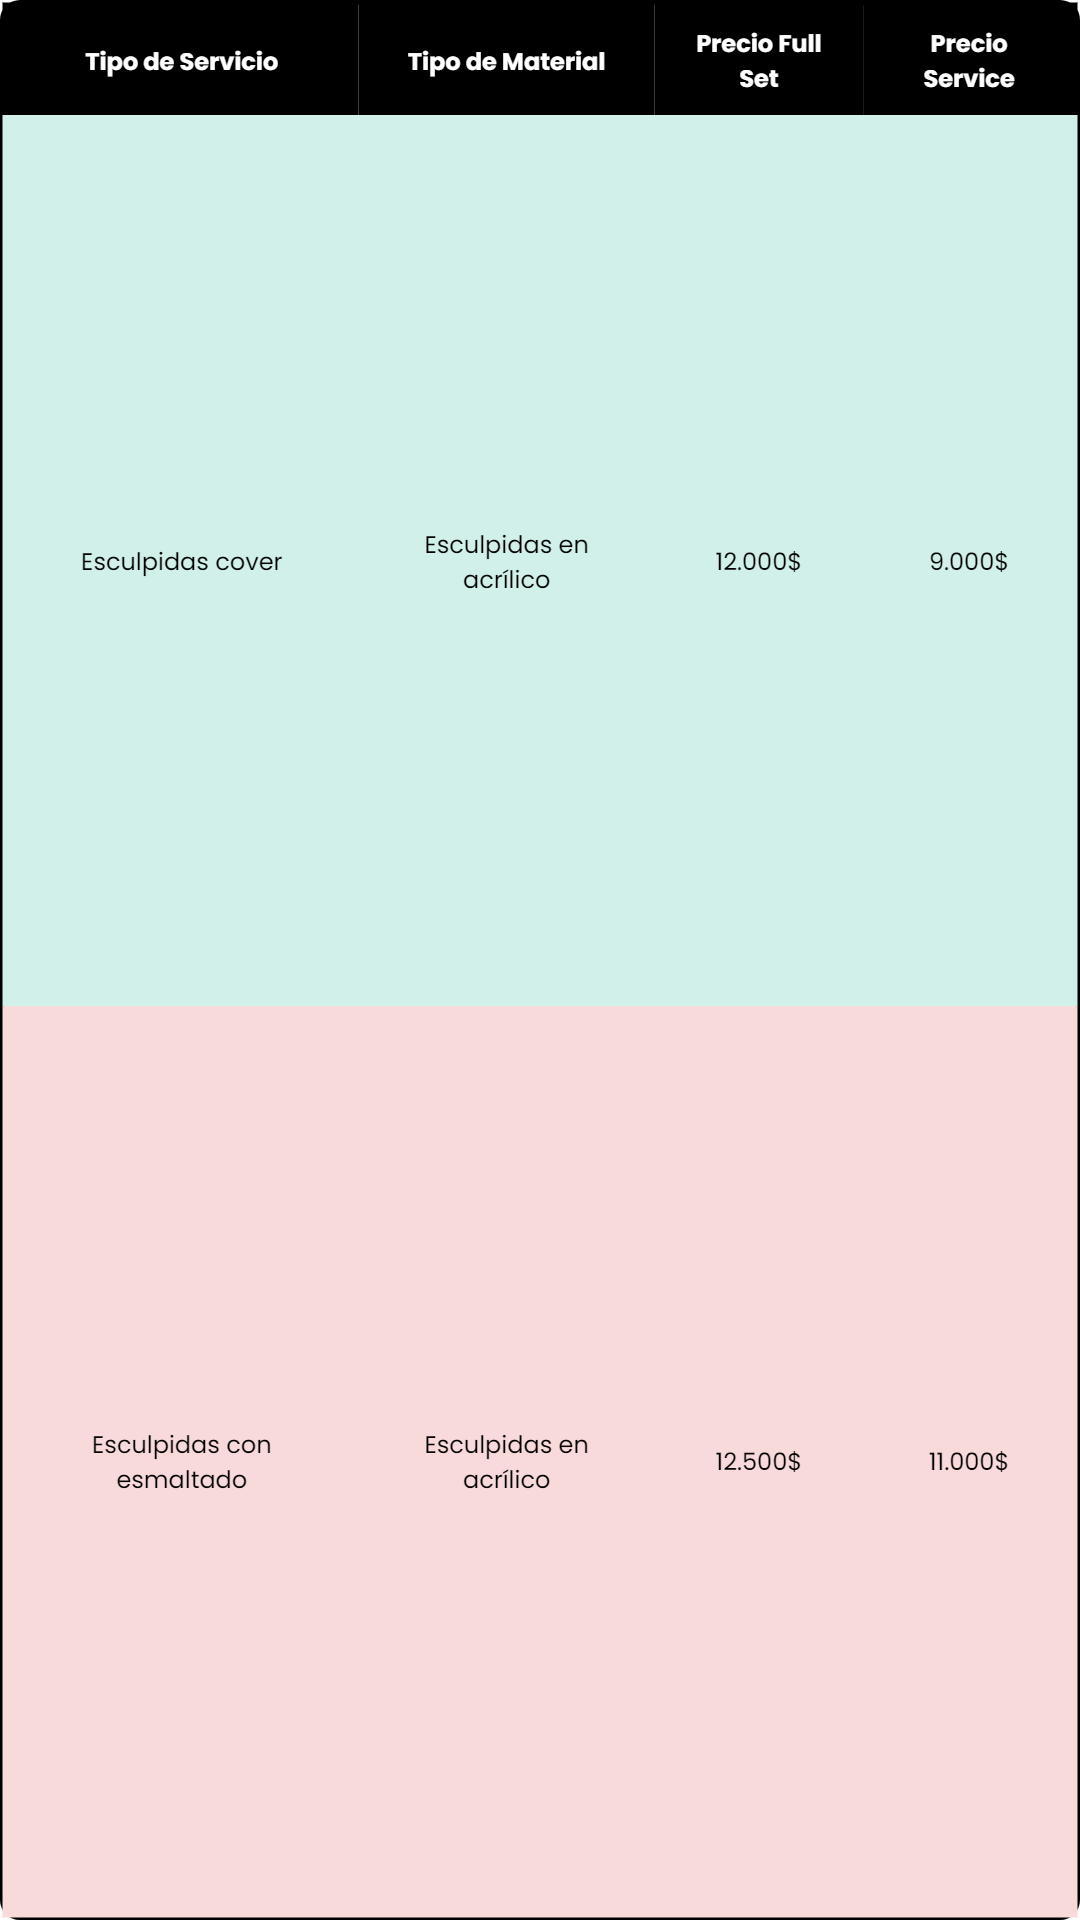 Tipo de Servicio
Tipo de Material
Precio Full
Set
Precio
Service
Esculpidas cover
Esculpidas en
acrílico
12.000$
9.000$
Esculpidas con
esmaltado
Esculpidas en
acrílico
12.500$
11.000$